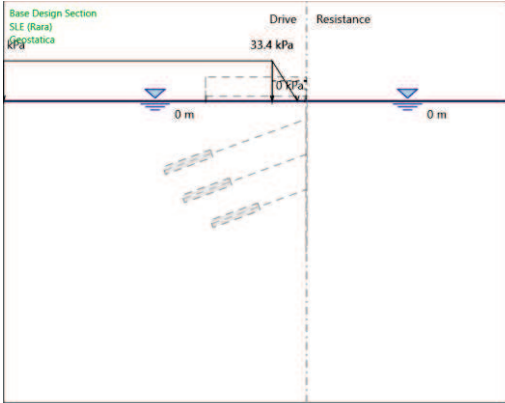 Base Design Section
SLE (Rara)
Geostatica
Drive
Resistance
kPa
33.4 kPa
0 kPa
0 m
0 m